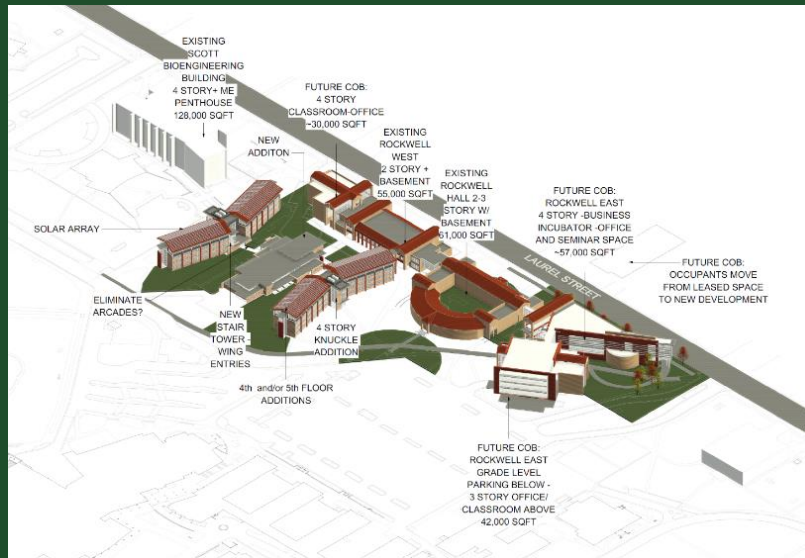 EXISTING
SCOTT
BIOENGINEERING
BUILDING
4 STORY+ ME
PENTHOUSE
128,000 SQFT
FUTURE COB:
4 STORY
CLASSROOM-OFFICE
~30,000 SQFT
NEW
ADDITON
EXISTING
ROCKWELL
WEST
2 STORY +
BASEMENT
55,000 SQFT
EXISTING
ROCKWELL
HALL 2-3
STORY W/
BASEMENT
61,000 SQFT
FUTURE COB:
ROCKWELL EAST
4 STORY -BUSINESS
INCUBATOR -OFFICE
AND SEMINAR SPACE
~57,000 SQFT
FUTURE COB:
OCCUPANTS MOVE
FROM LEASED SPACE
TO NEW DEVELOPMENT
LAUREL STREET
SOLAR ARRAY
ELIMINATE
ARCADES?
NEW
STAIR
TOWER -
WING
ENTRIES
4 STORY
KNUCKLE
ADDITION
4th and/or 5th FLOOR
ADDITIONS
FUTURE COB:
ROCKWELL EAST
GRADE LEVEL
PARKING BELOW -
3 STORY OFFICE/
CLASSROOM ABOVE
42,000 SQFT